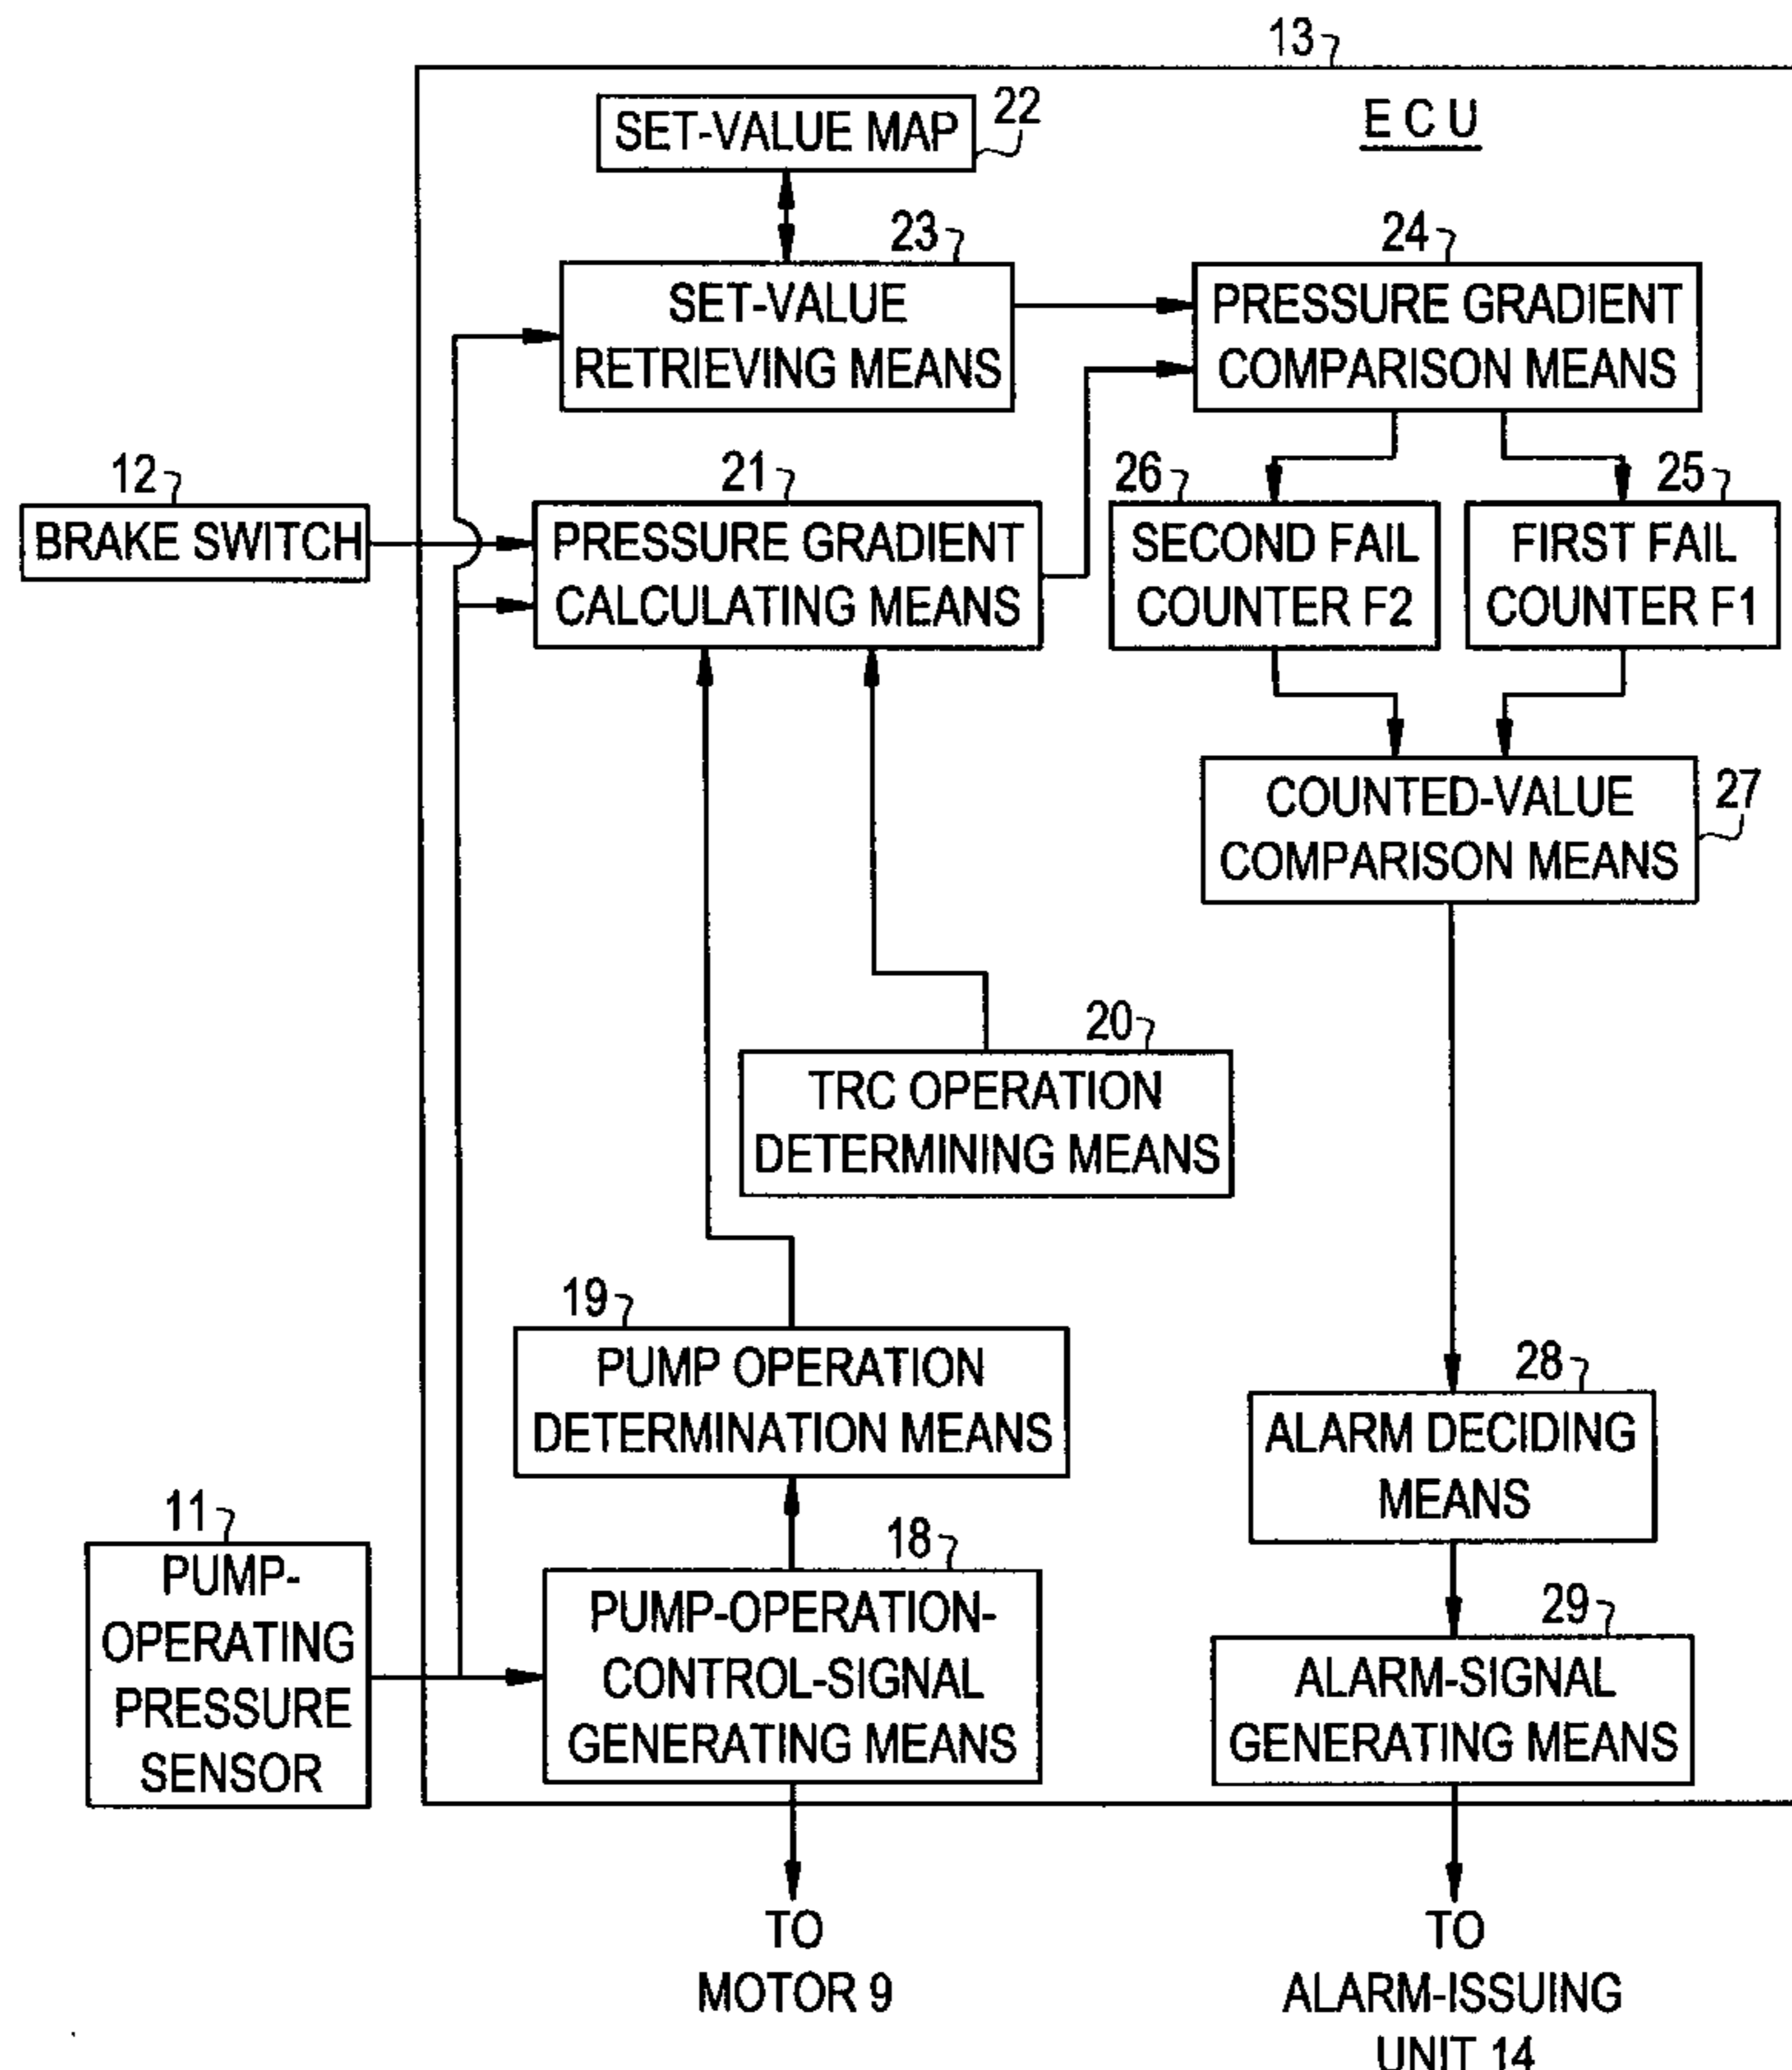 13
E C U
SET-VALUE MAP
22
23
SET-VALUE
RETRIEVING MEANS
24
PRESSURE GRADIENT
COMPARISON MEANS
12
BRAKE SWITCH
21
PRESSURE GRADIENT
CALCULATING MEANS
26
SECOND FAIL
COUNTER F2
25
FIRST FAIL
COUNTER F1
COUNTED-VALUE
COMPARISON MEANS
27
20
TRC OPERATION
DETERMINING MEANS
19
PUMP OPERATION
DETERMINATION MEANS
28
ALARM DECIDING
MEANS
11
PUMP-
OPERATING
PRESSURE
SENSOR
18
PUMP-OPERATION-
CONTROL-SIGNAL
GENERATING MEANS
29
ALARM-SIGNAL
GENERATING MEANS
TO
MOTOR 9
TO
ALARM-ISSUING
UNIT 14